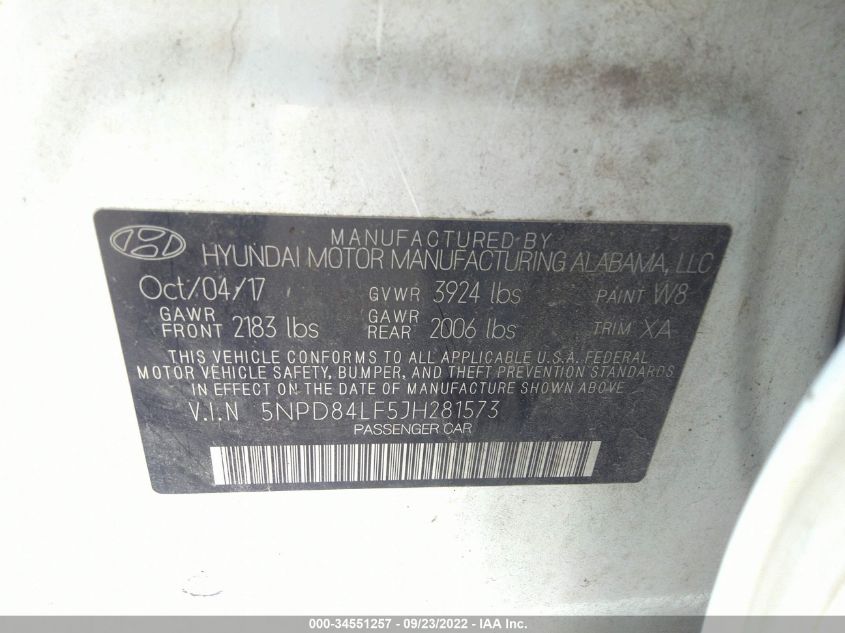 MANUFACTURED BY
HYUNDAI MOTOR MANUFACTURING ALABAMA, LLC
Oct/04/17 GVWR 3924 lbs PAINT W8
GAWR FRONT 2183 lbs GAWR REAR 2006 lbs TRIM XA
THIS VEHICLE CONFORMS TO ALL APPLICABLE U.S.A. FEDERAL
MOTOR VEHICLE SAFETY, BUMPER, AND THEFT PREVENTION STANDARDS
IN EFFECT ON THE DATE OF MANUFACTURE SHOWN ABOVE
V.I.N 5NPD84LF5JH281573
PASSENGER CAR
000-34551257 - 09/23/2022 - IAA Inc.